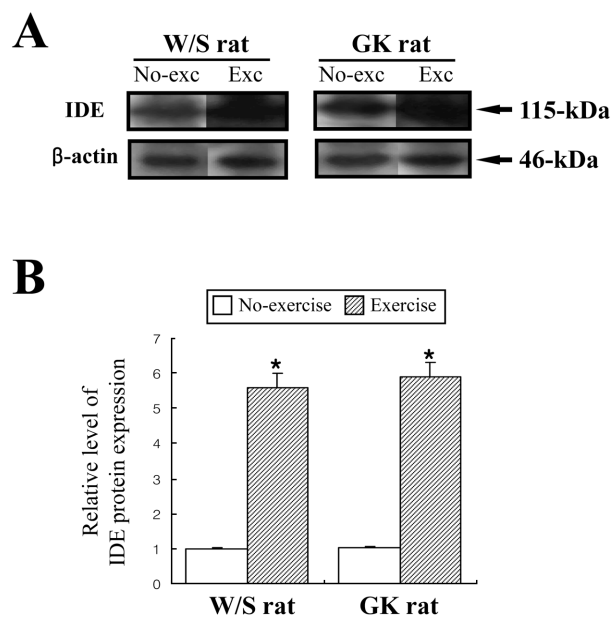 A
W/S rat
GK rat
No-exc Exc
No-exc Exc
IDE
115-kDa
β-actin
46-kDa
B
No-exercise
Exercise
Relative level of
IDE protein expression
7
6
5
4
3
2
1
0
*
*
W/S rat
GK rat